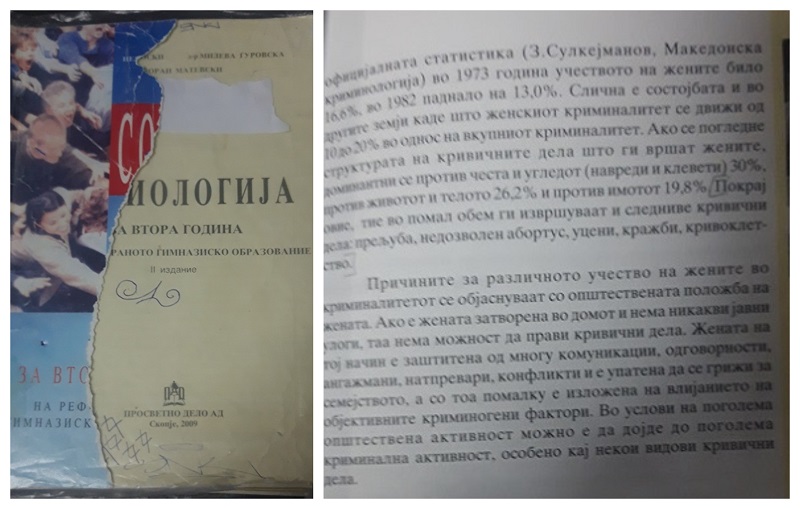 МИЛЕВА ЃУРОВСКА
ЗОРАН МАТЕВСКИ
СО
ИОЛОГИЈА
А ВТОРА ГОДИНА
РАНОТО ГИМНАЗИСКО ОБРАЗОВАНИЕ
II издание
ЗА ВТО
НА РЕФ
ИМНАЗИСК
ПРОСВЕТНО ДЕЛО АД
Скопје, 2009
официјалната статистика (З.Сулкејманов, Македонска
криминологија) во 1973 година учеството на жените било
16,6%, во 1982 паднало на 13,0%. Слична е состојбата и во
другите земји каде што женскиот криминалитет се движи од
10 до 20% во однос на вкупниот криминалитет. Ако се погледне
структурата на кривичните дела што ги вршат жените,
доминантни се против честа и угледот (навреди и клевети) 30%,
против животот и телото 26,2% и против имотот 19,8%. Покрај
овие, тие во помал обем ги извршуваат и следниве кривични
дела: прељуба, недозволен абортус, уцени, кражби, кривоклет-
ство.
Причините за различното учество на жените во
криминалитетот се објаснуваат со општествената положба на
жената. Ако е жената затворена во домот и нема никакви јавни
улоги, таа нема можност да прави кривични дела. Жената на
тој начин е заштитена од многу комуникации, одговорности,
ангажмани, натпревари, конфликти и е упатена да се грижи за
семејството, а со тоа помалку е изложена на влијанието на
објективните криминогени фактори. Во услови на поголема
општествена активност можно е да дојде до поголема
криминална активност, особено кај некои видови кривични
дела.